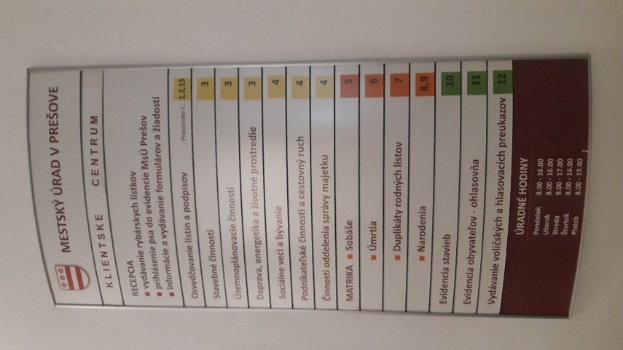 MESTSKÝ ÚRAD V PREŠOVE
KLIENTSKE CENTRUM
RECEPCIA
vydávanie rybárskych lístkov
prihlásenie psa do evidencie MsÚ Prešov
informácie a vydávanie formulárov a žiadostí
Pracovisko č.:
Osvedčovanie listín a podpisov 1,2,13
Stavebné činnosti 3
Územnoplánovacie činnosti 3
Doprava, energetika a životné prostredie 3
Sociálne veci a bývanie 4
Podnikateľské činnosti a cestovný ruch 4
Činnosti oddelenia správy majetku 4
MATRIKA Sobáše 5
Úmrtia 6
Duplikáty rodných listov 7
Narodenia 8,9
Evidencia stavieb 10
Evidencia obyvateľov - ohlasovňa 11
Vydávanie voličských a hlasovacích preukazov 12
ÚRADNÉ HODINY
Pondelok 8.00 - 16.00
Utorok 8.00 - 16.00
Streda 8.00 - 17.00
Štvrtok 8.00 - 16.00
Piatok 8.00 - 15.00